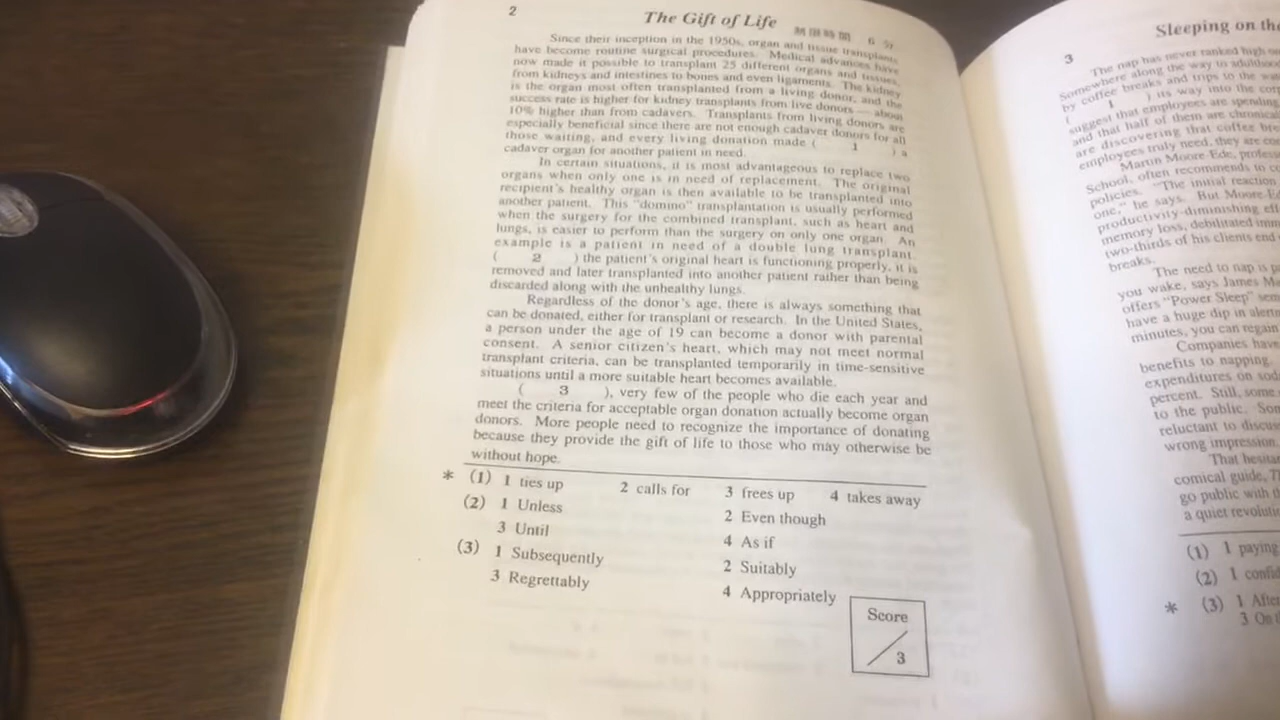 2
The Gift of Life
6 分
Since their inception in the 1950s, organ and tissue transplants
have become routine surgical procedures. Medical advances have
now made it possible to transplant 25 different organs and tissues,
from kidneys and intestines to bones and even ligaments. The kidney
is the organ most often transplanted from a living donor, and the
success rate is higher for kidney transplants from live donors — about
10% higher than from cadavers. Transplants from living donors are
especially beneficial since there are not enough cadaver donors for all
those waiting, and every living donation made ( 1 ) a
cadaver organ for another patient in need.
In certain situations, it is most advantageous to replace two
organs when only one is in need of replacement. The original
recipient's healthy organ is then available to be transplanted into
another patient. This "domino" transplantation is usually performed
when the surgery for the combined transplant, such as heart and
lungs, is easier to perform than the surgery on only one organ. An
example is a patient in need of a double lung transplant.
( 2 ) the patient's original heart is functioning properly, it is
removed and later transplanted into another patient rather than being
discarded along with the unhealthy lungs.
Regardless of the donor's age, there is always something that
can be donated, either for transplant or research. In the United States,
a person under the age of 19 can become a donor with parental
consent. A senior citizen's heart, which may not meet normal
transplant criteria, can be transplanted temporarily in time-sensitive
situations until a more suitable heart becomes available.
( 3 ), very few of the people who die each year and
meet the criteria for acceptable organ donation actually become organ
donors. More people need to recognize the importance of donating
because they provide the gift of life to those who may otherwise be
without hope.
* (1) 1 ties up 2 calls for 3 frees up 4 takes away
(2) 1 Unless 2 Even though
3 Until 4 As if
(3) 1 Subsequently 2 Suitably
3 Regrettably 4 Appropriately
Score
/ 3
Sleeping on
3
The nap has never ranked high
Somewhere along the way to adulthood
by coffee breaks and trips to the
( 1 ) its way into the
suggest that employees are spending
and that half of them are
are discovering that coffee
employees truly need, they are
Martin Moore-Ede,
School, often recommends to
policies. "The initial reaction
one," he says. But
productivity-diminishing
memory loss, debilitated
two-thirds of his clients end
breaks.
The need to nap is
you wake, says James
offers "Power Sleep"
have a huge dip in
minutes, you can regain
Companies have
benefits to napping.
expenditures on
percent. Still, some
to the public.
reluctant to
wrong impression
That
comical guide,
go public with
a quiet
(1) 1 paying
(2) 1
* (3) 1
3